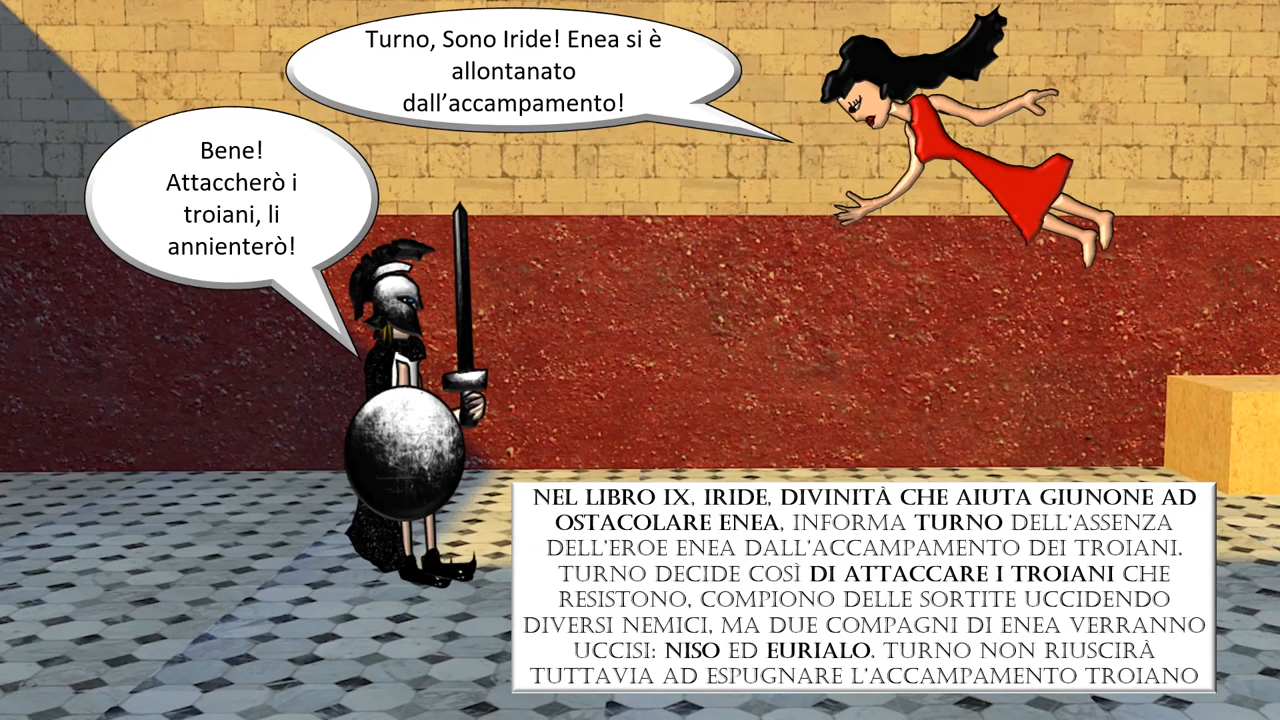 Turno, Sono Iride! Enea si è
allontanato
dall’accampamento!
Bene!
Attaccherò i
troiani, li
annienterò!
NEL LIBRO IX, IRIDE, DIVINITÀ CHE AIUTA GIUNONE AD
OSTACOLARE ENEA, INFORMA TURNO DELL’ASSENZA
DELL’EROE ENEA DALL’ACCAMPAMENTO DEI TROIANI.
TURNO DECIDE COSÌ DI ATTACCARE I TROIANI CHE
RESISTONO, COMPIONO DELLE SORTITE UCCIDENDO
DIVERSI NEMICI, MA DUE COMPAGNI DI ENEA VERRANNO
UCCISI: NISO ED EURIALO. TURNO NON RIUSCIRÀ
TUTTAVIA AD ESPUGNARE L’ACCAMPAMENTO TROIANO